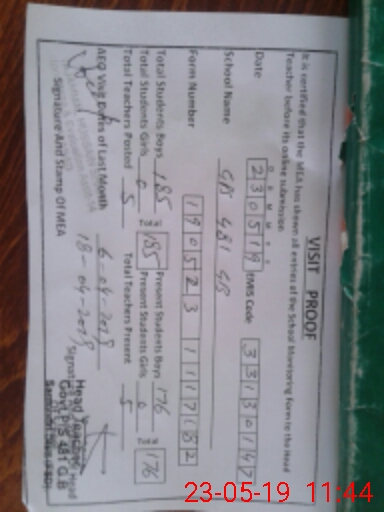 VISIT PROOF
It is certified that the MEA has shown all entries of the School Monitoring Form to the Head
Teacher before its online submission.
D D M M Y Y
Date 2 3 0 5 1 9 EMIS Code 3 3 1 3 0 1 4 7
School Name GPS 481 GB
Form Number 1 9 0 5 2 3 1 1 1 7 1 8 2
Total Students Boys 185 Present Students Boys 176
Total Students Girls 0 185 Present Students Girls 0 176
Total Teachers Posted 5 Total Teachers Present 5
AEO Visit Dates of Last Month 6-04-2019
18-04-2019
Signature And Stamp Of MEA
Head Teacher
Govt. P/S 481 G.B
23-05-19 11:44